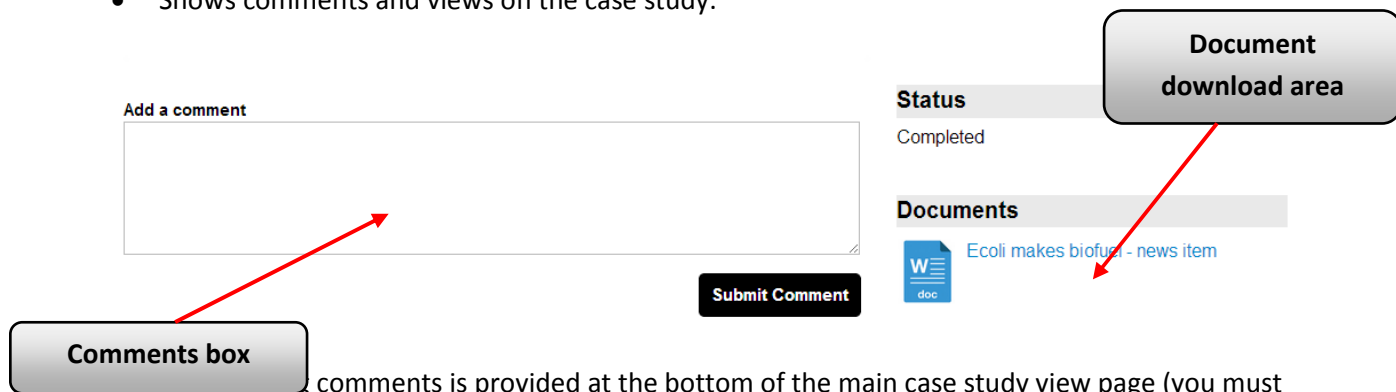 • Shows comments and views on the case study.
Document
download area
Add a comment
Status
Completed
Documents
W
doc
Ecoli makes biofuel - news item
Submit Comment
Comments box
comments is provided at the bottom of the main case study view page (you must